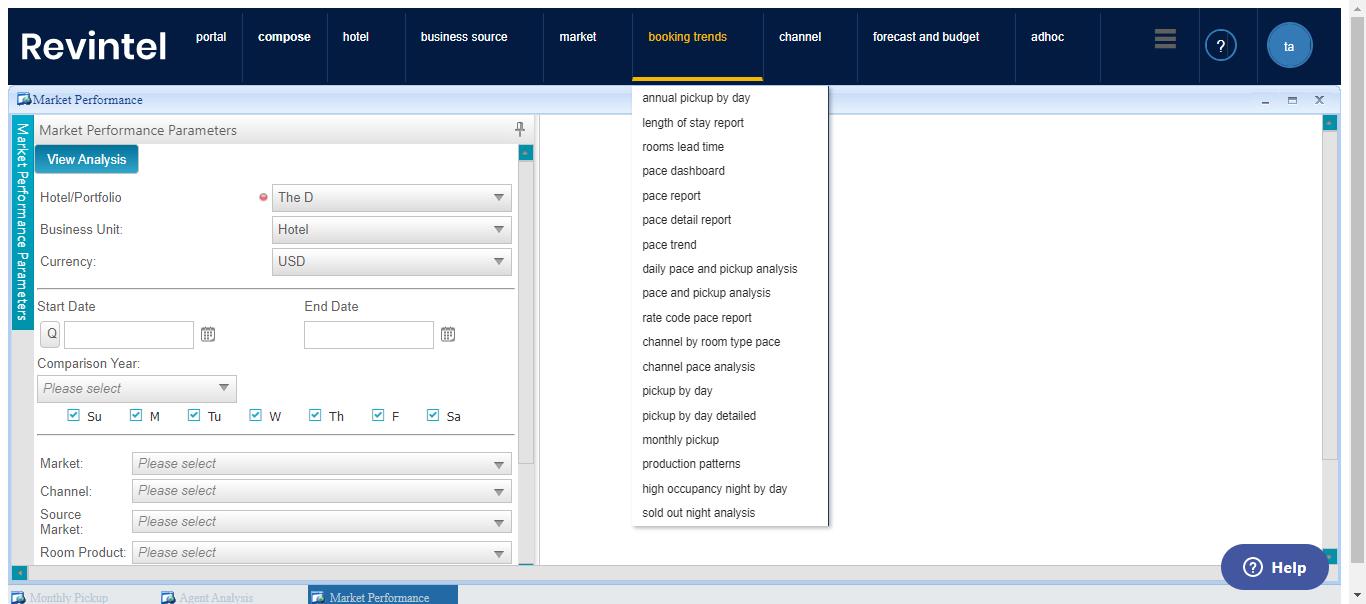 Revintel
portal
compose
hotel
business source
market
booking trends
channel
forecast and budget
adhoc
?
ta
Market Performance
Market Performance Parameters
Market Performance Parameters
View Analysis
Hotel/Portfolio
The D
Business Unit:
Hotel
Currency:
USD
Start Date
End Date
Q
Comparison Year:
Please select
Su M Tu W Th F Sa
Market:
Please select
Channel:
Please select
Source
Market:
Please select
Room Product:
Please select
annual pickup by day
length of stay report
rooms lead time
pace dashboard
pace report
pace detail report
pace trend
daily pace and pickup analysis
pace and pickup analysis
rate code pace report
channel by room type pace
channel pace analysis
pickup by day
pickup by day detailed
monthly pickup
production patterns
high occupancy night by day
sold out night analysis
? Help
Monthly Pickup
Agent Analysis
Market Performance